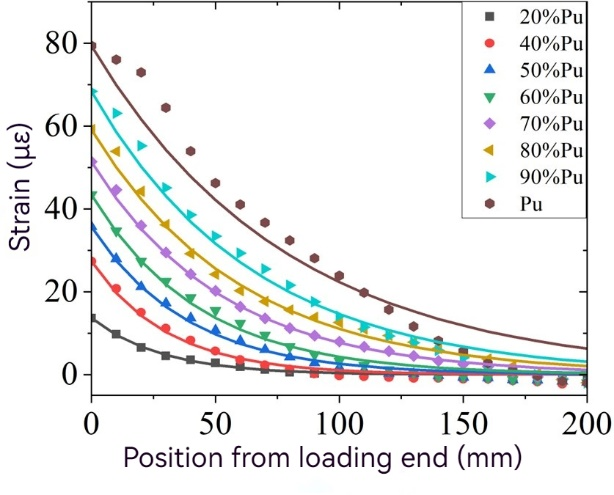 80
60
40
20
0
Strain (με)
20%Pu
40%Pu
50%Pu
60%Pu
70%Pu
80%Pu
90%Pu
Pu
0 50 100 150 200
Position from loading end (mm)